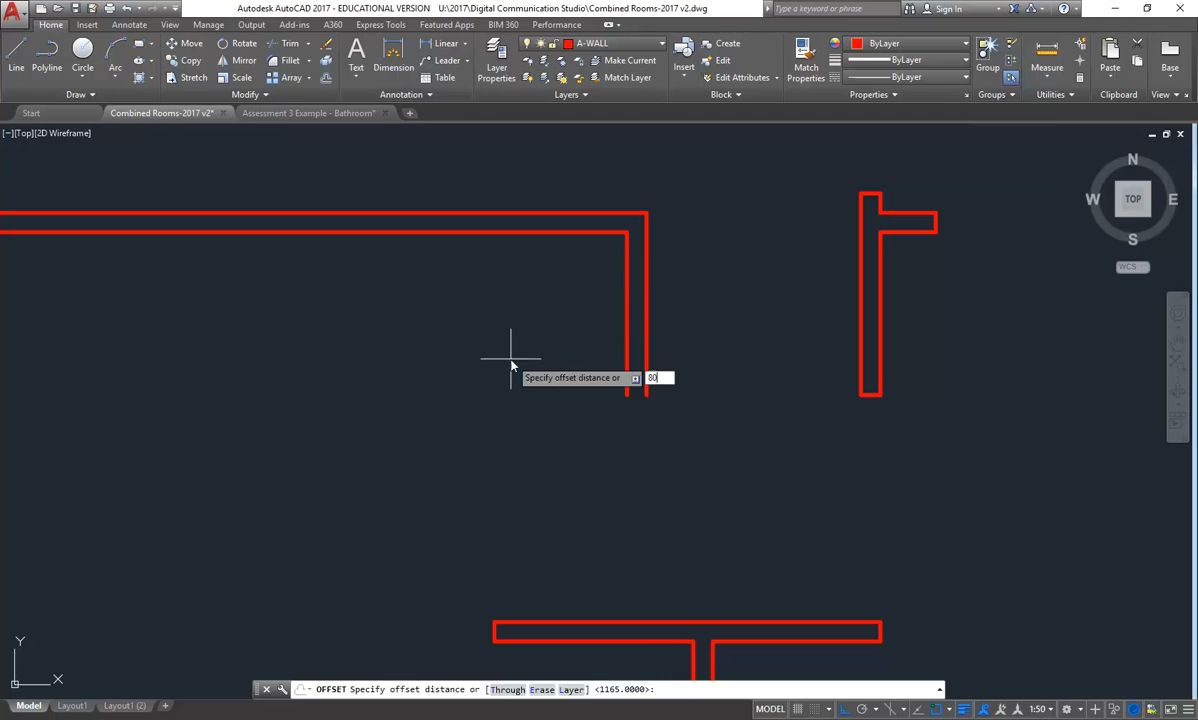 Autodesk AutoCAD 2017 - EDUCATIONAL VERSION U:\2017\Digital Communication Studio\Combined Rooms-2017 v2.dwg
Type a keyword or phrase
Sign In
Home Insert Annotate Parametric View Manage Output Add-ins A360 Express Tools Featured Apps BIM 360 Performance
Line Polyline Circle Arc
Move Rotate Trim
Copy Mirror Fillet
Stretch Scale Array
Text Dimension
Linear
Leader
Table
Layer
Properties
A-WALL
Make Current
Match Layer
Insert
Create
Edit
Edit Attributes
Match
Properties
ByLayer
ByLayer
ByLayer
Group
Measure
Paste
Base
Draw Modify Annotation Layers Block Properties Groups Utilities Clipboard View
Start Combined Rooms-2017 v2* Assessment 3 Example - Bathroom*
[−][Top][2D Wireframe]
N
W TOP E
S
WCS
Specify offset distance or 80
Y
X
OFFSET Specify offset distance or [Through Erase Layer] <1165.0000>:
Model Layout1 Layout1 (2) +
MODEL 1:50